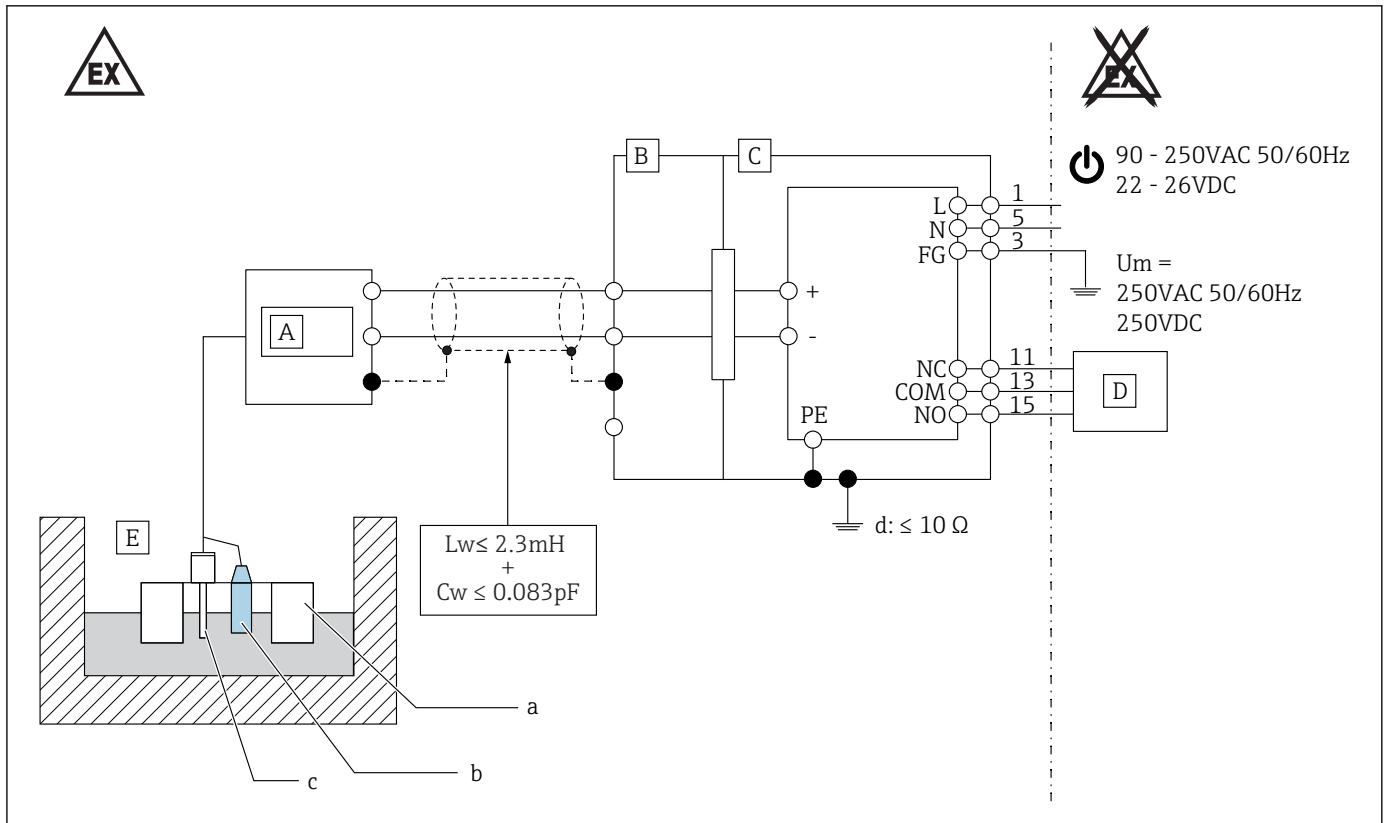 EX
EX
90 - 250VAC 50/60Hz
22 - 26VDC
B
C
L
1
N
5
FG
3
Um =
250VAC 50/60Hz
250VDC
A
+
-
NC
11
COM
13
NO
15
D
PE
d: ≤ 10 Ω
E
Lw≤ 2.3mH
+
Cw ≤ 0.083pF
a
b
c